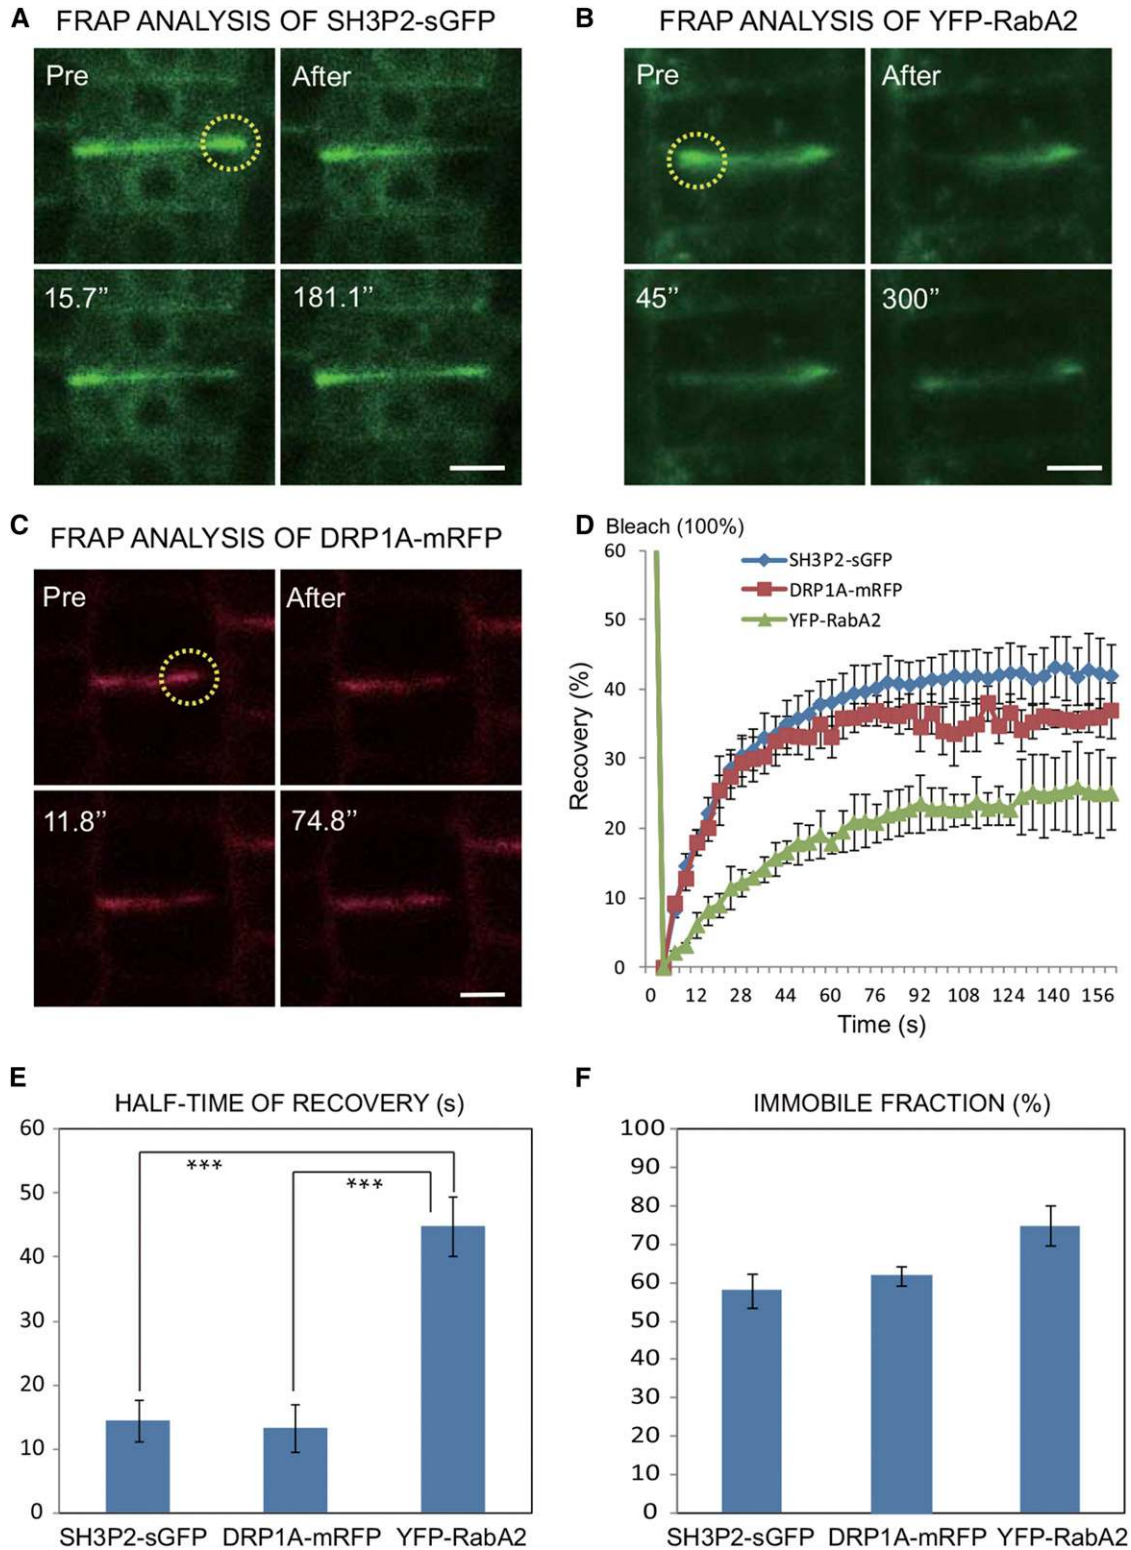 A FRAP ANALYSIS OF SH3P2-sGFP
Pre
After
15.7’’
181.1’’
B FRAP ANALYSIS OF YFP-RabA2
Pre
After
45’’
300’’
C FRAP ANALYSIS OF DRP1A-mRFP
Pre
After
11.8’’
74.8’’
D Bleach (100%)
60
50
40
30
20
10
0
Recovery (%)
SH3P2-sGFP
DRP1A-mRFP
YFP-RabA2
0 12 28 44 60 76 92 108 124 140 156
Time (s)
E
HALF-TIME OF RECOVERY (s)
60
50
40
30
20
10
0
***
***
SH3P2-sGFP DRP1A-mRFP YFP-RabA2
F
IMMOBILE FRACTION (%)
100
90
80
70
60
50
40
30
20
10
0
SH3P2-sGFP DRP1A-mRFP YFP-RabA2